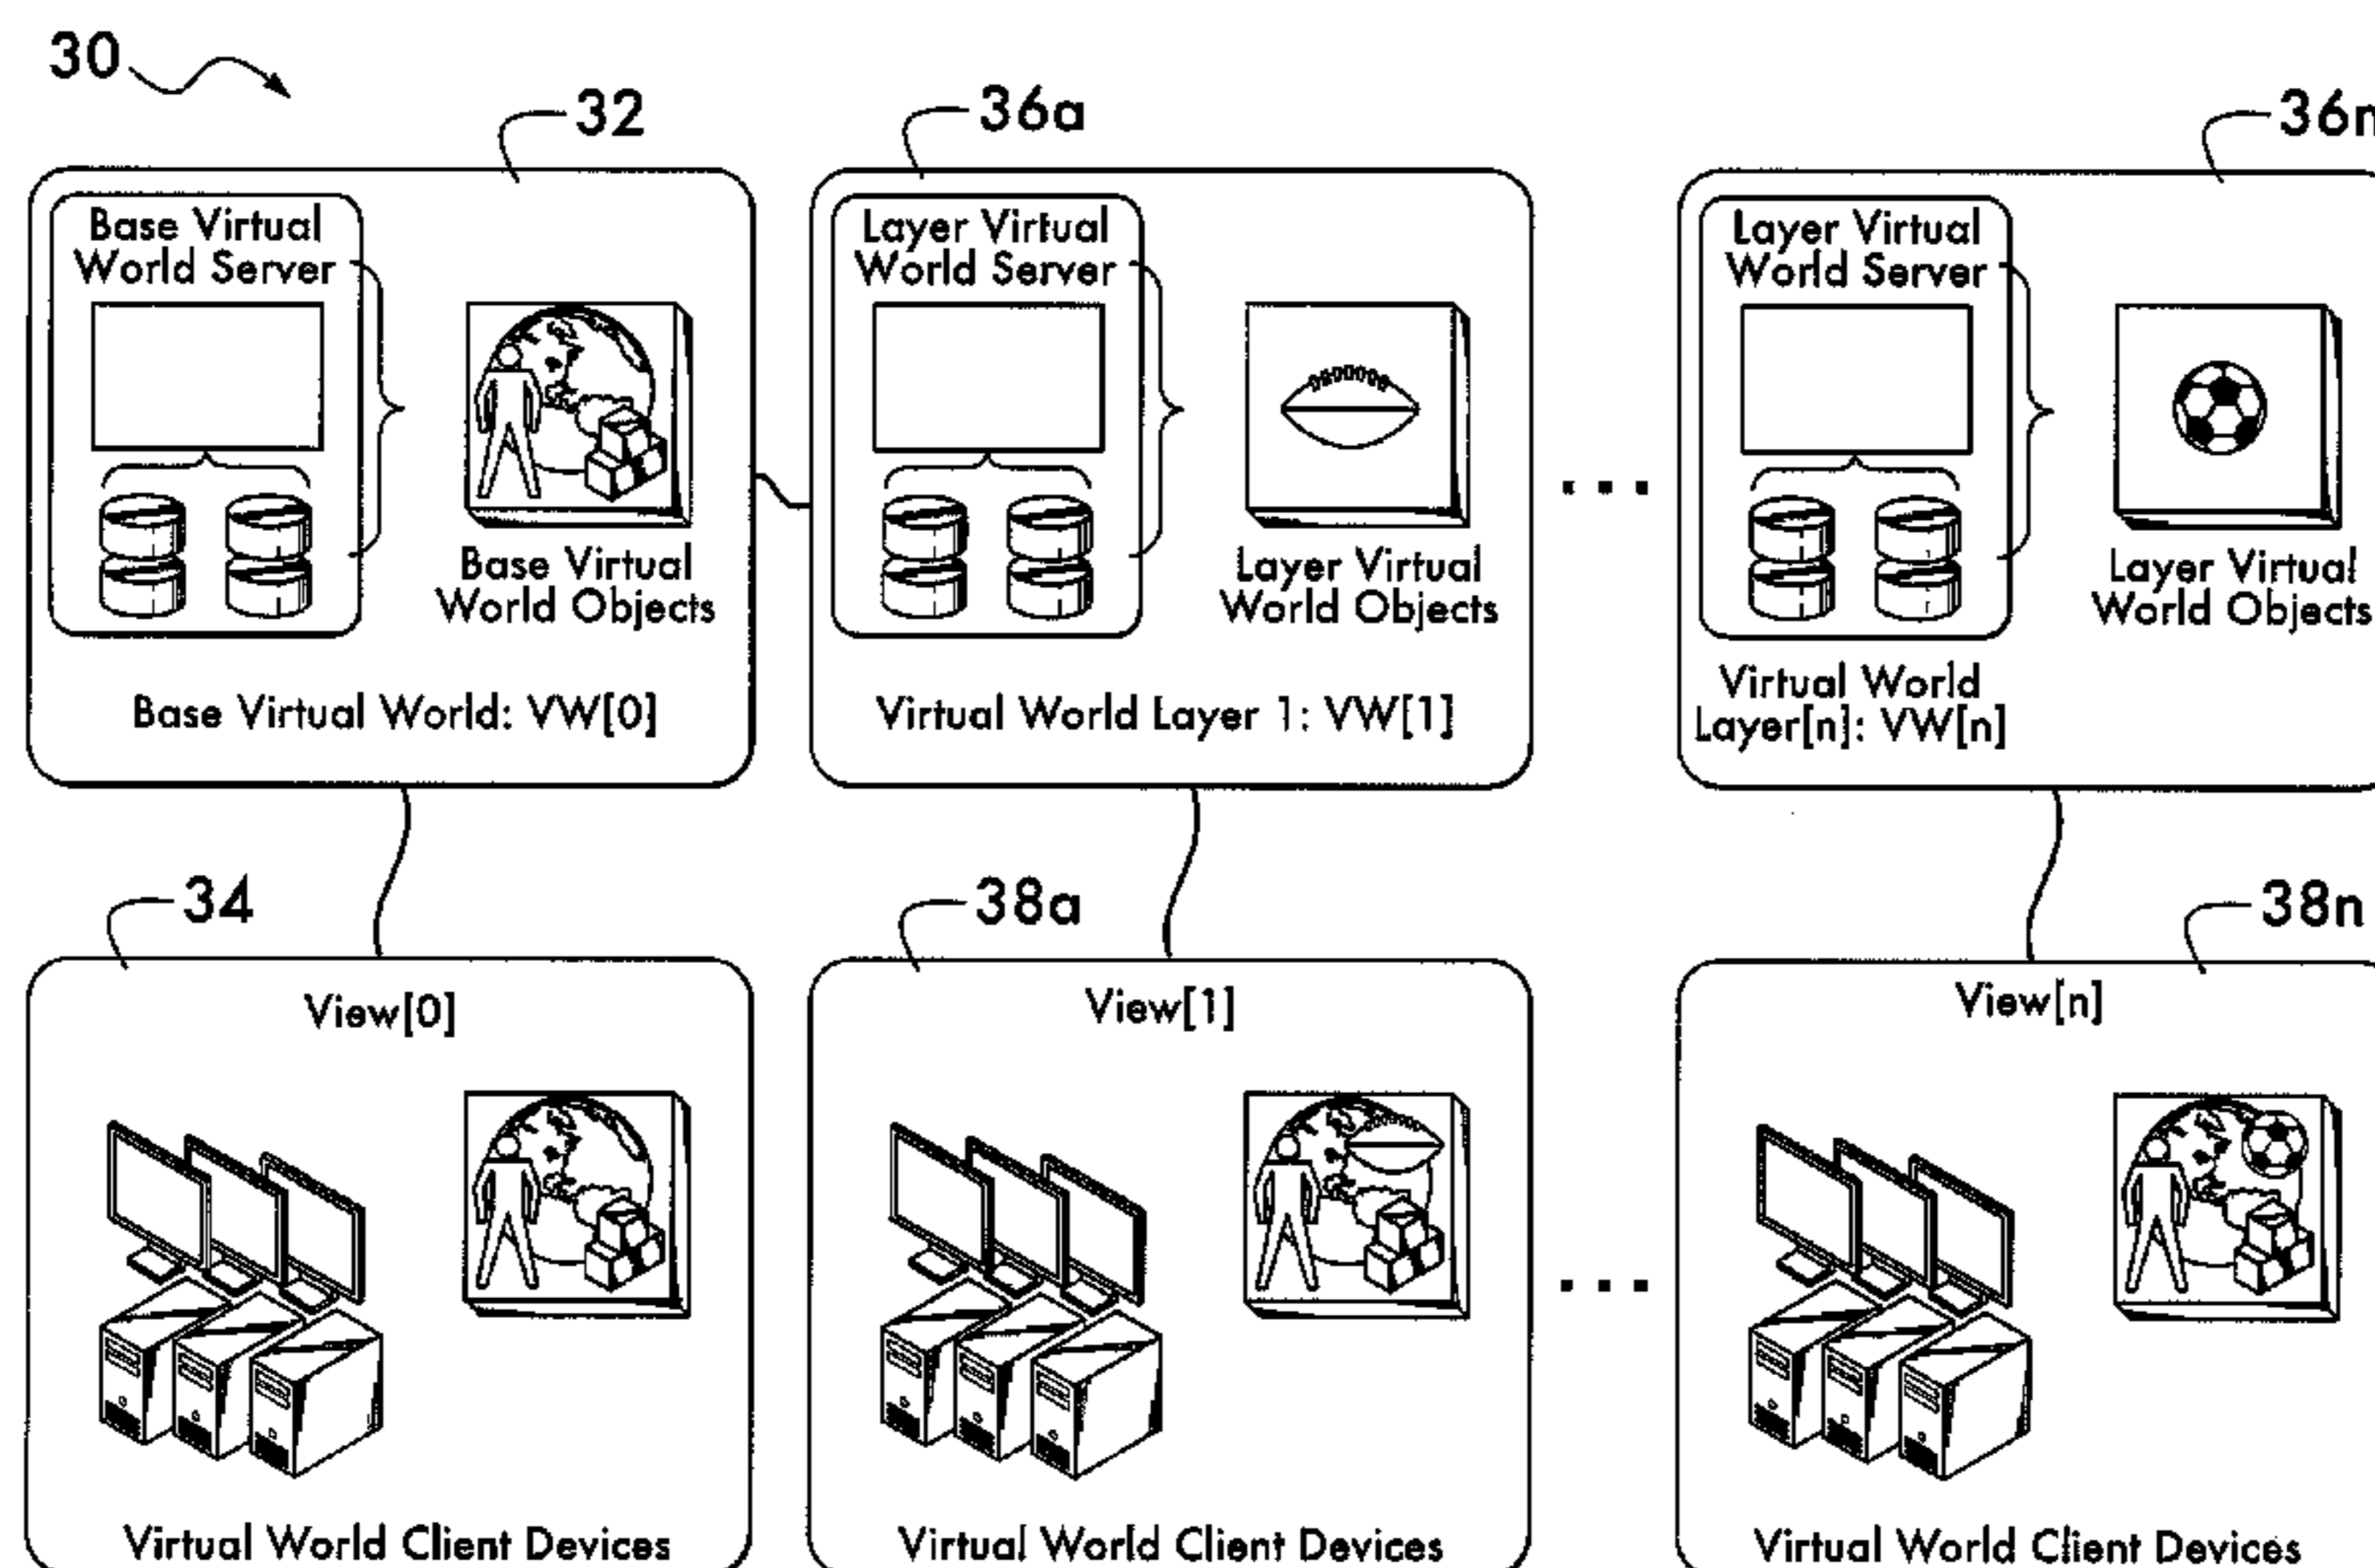 30
32
36a
36n
Base Virtual
World Server
Base Virtual
World Objects
Base Virtual World: VW[0]
Layer Virtual
World Server
Layer Virtual
World Objects
Virtual World Layer 1: VW[1]
...
Layer Virtual
World Server
Layer Virtual
World Objects
Virtual World
Layer[n]: VW[n]
34
38a
38n
View[0]
Virtual World Client Devices
View[1]
Virtual World Client Devices
...
View[n]
Virtual World Client Devices